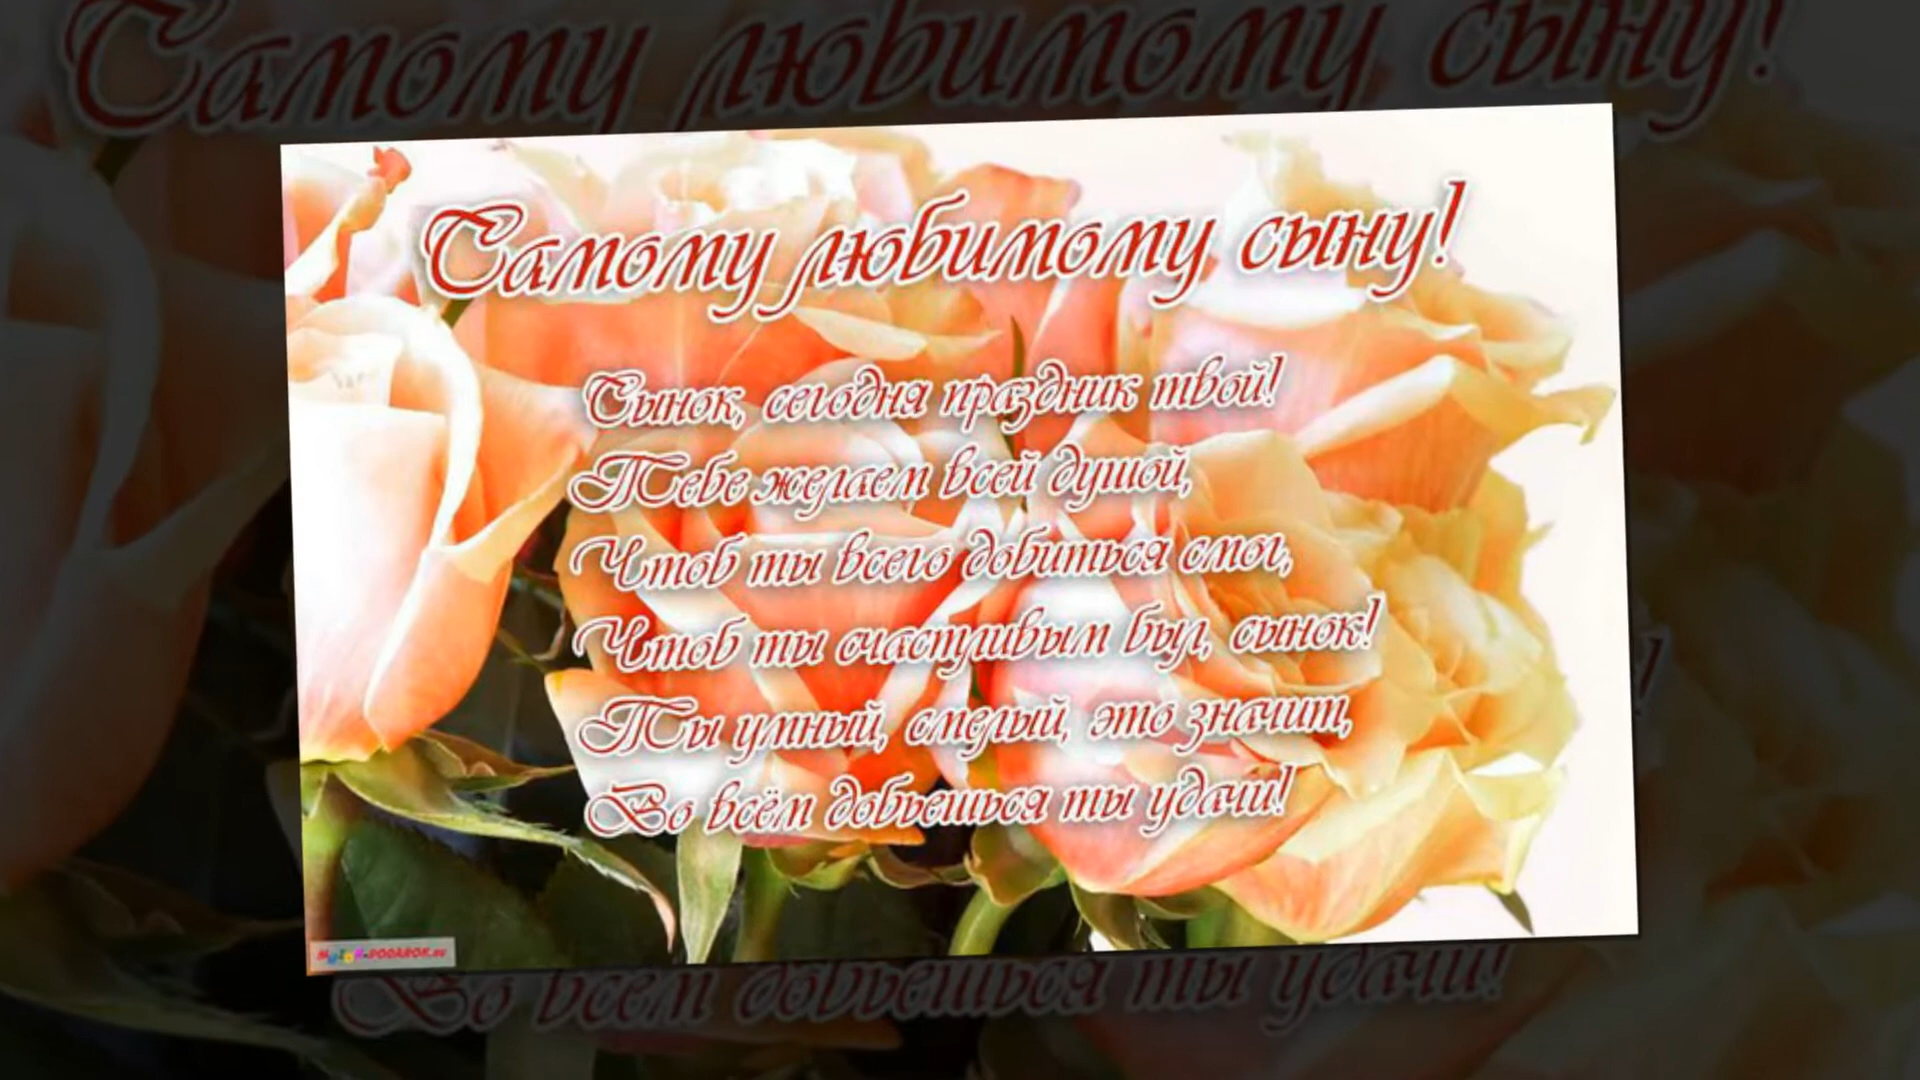 Самому любимому сыну!
Самому любимому сыну!
Сынок, сегодня праздник твой!
Тебе желаем всей душой,
Чтоб ты всего добиться смог,
Чтоб ты счастливым был, сынок!
Ты умный, смелый, это значит,
Во всём добьешься ты удачи!
Во всём добьешься ты удачи!